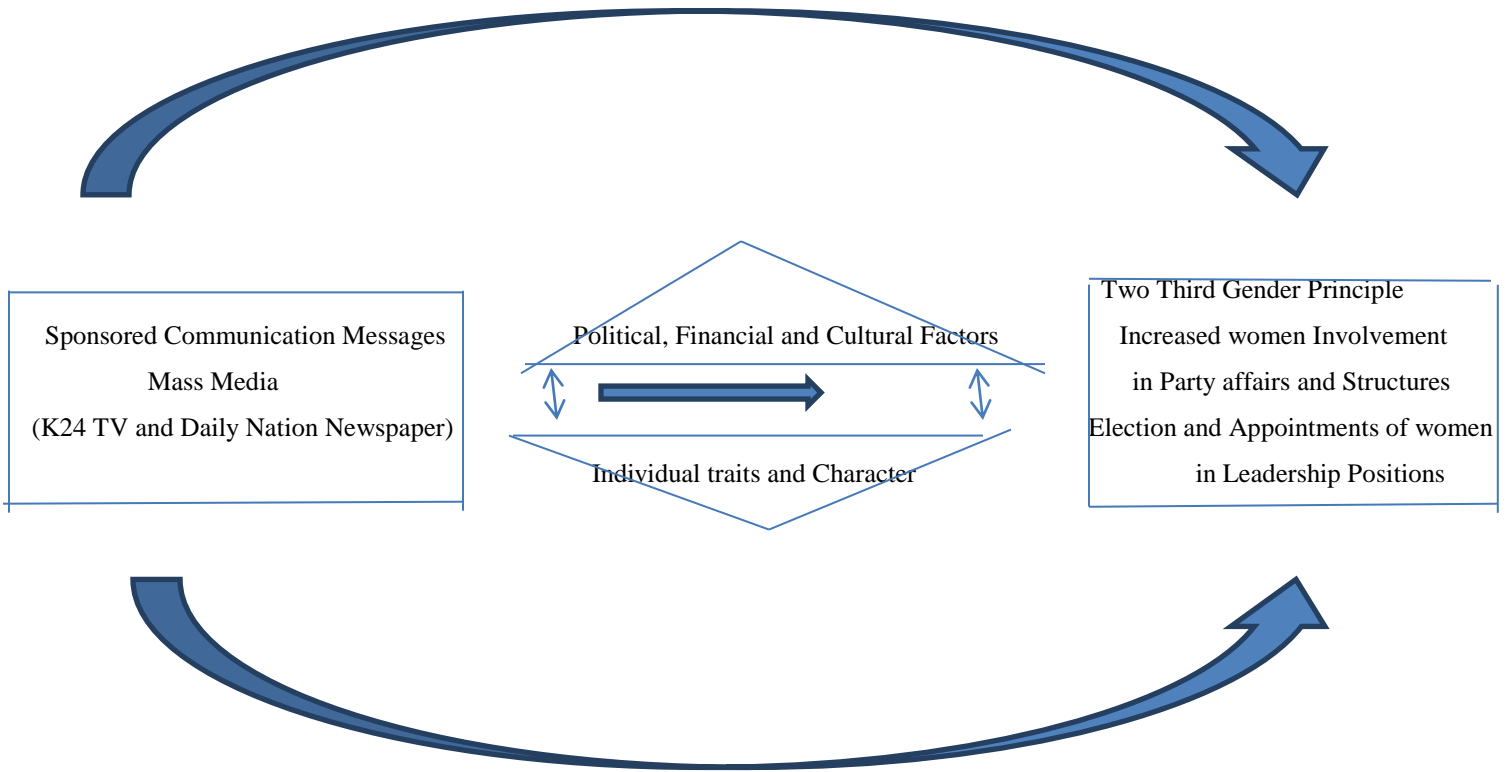 Sponsored Communication Messages
Mass Media
(K24 TV and Daily Nation Newspaper)
Political, Financial and Cultural Factors
Individual traits and Character
Two Third Gender Principle
Increased women Involvement
in Party affairs and Structures
Election and Appointments of women
in Leadership Positions